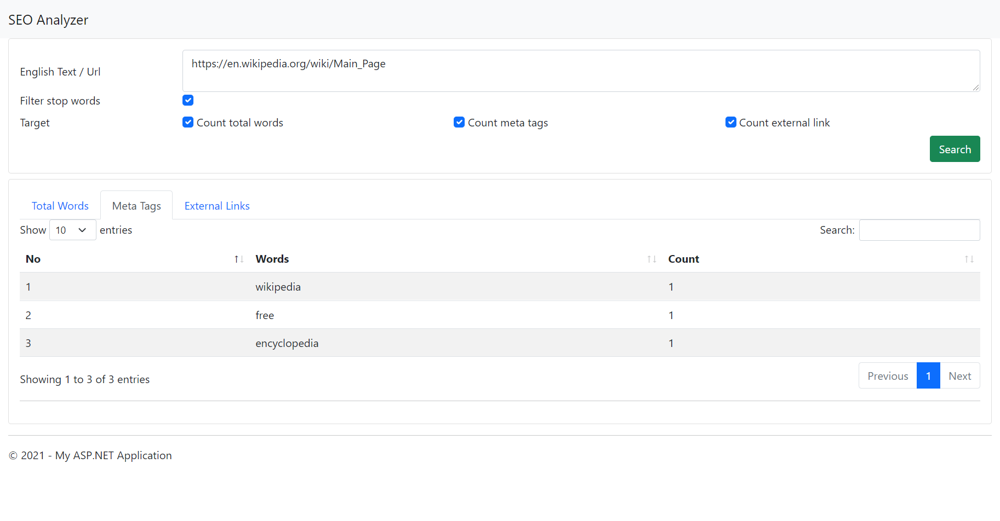 SEO Analyzer
English Text / Url
https://en.wikipedia.org/wiki/Main_Page
Filter stop words
Target Count total words Count meta tags Count external link
Search
Total Words Meta Tags External Links
Show 10 entries Search:
No Words Count
1 wikipedia 1
2 free 1
3 encyclopedia 1
Showing 1 to 3 of 3 entries Previous 1 Next
© 2021 - My ASP.NET Application